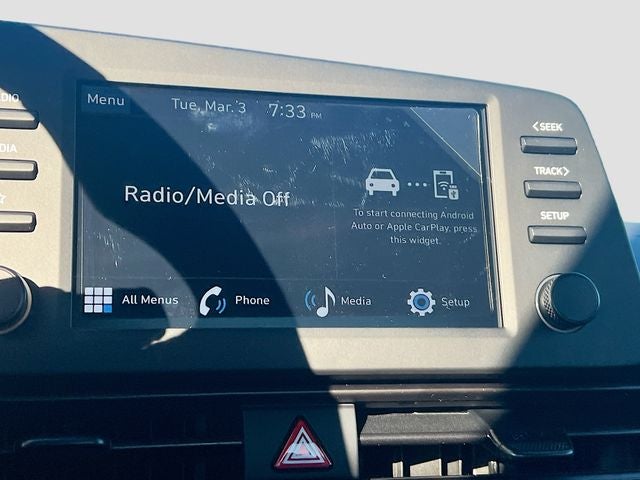 Menu
Tue, Mar. 3 7:33 PM
Radio/Media Off
To start connecting Android
Auto or Apple CarPlay, press
this widget.
All Menus
Phone
Media
Setup
<SEEK
TRACK>
SETUP